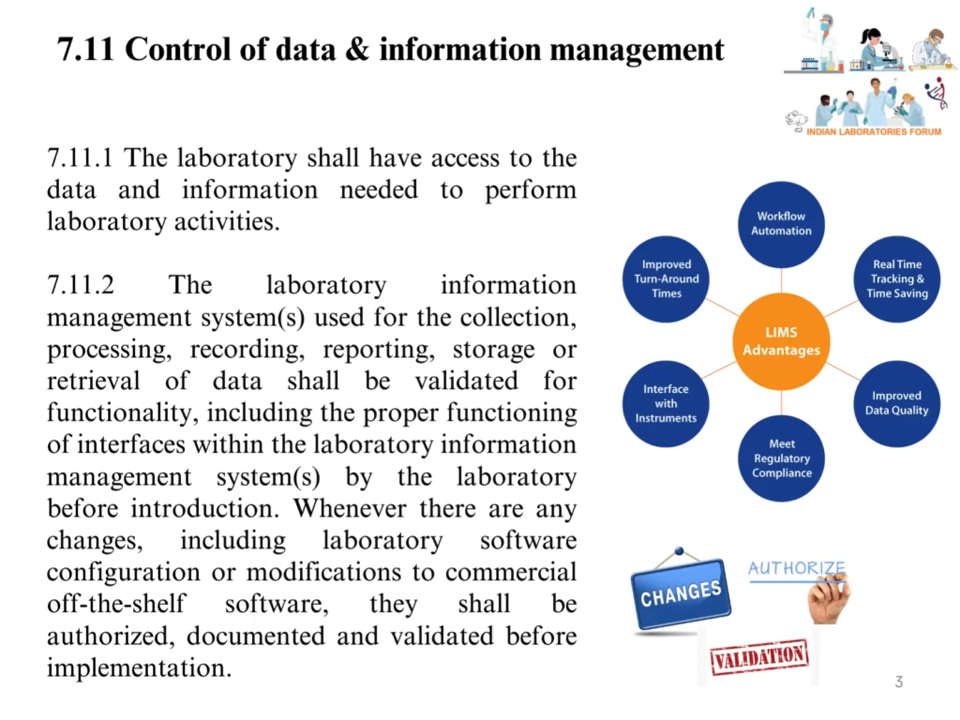 7.11 Control of data & information management
INDIAN LABORATORIES FORUM
7.11.1 The laboratory shall have access to the
data and information needed to perform
laboratory activities.
7.11.2 The laboratory information
management system(s) used for the collection,
processing, recording, reporting, storage or
retrieval of data shall be validated for
functionality, including the proper functioning
of interfaces within the laboratory information
management system(s) by the laboratory
before introduction. Whenever there are any
changes, including laboratory software
configuration or modifications to commercial
off-the-shelf software, they shall be
authorized, documented and validated before
implementation.
Workflow
Automation
Improved
Turn-Around
Times
Real Time
Tracking &
Time Saving
LIMS
Advantages
Interface
with
Instruments
Improved
Data Quality
Meet
Regulatory
Compliance
CHANGES
AUTHORIZE
VALIDATION
3